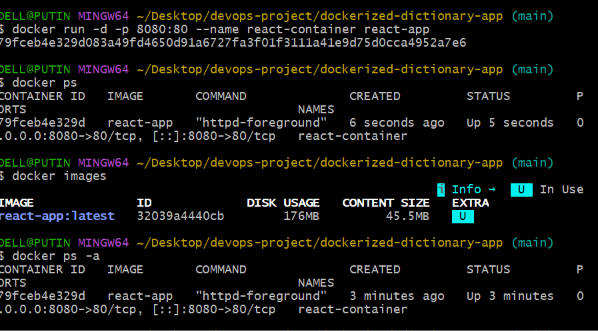 DELL@PUTIN MINGW64 ~/Desktop/devops-project/dockerized-dictionary-app (main)
$ docker run -d -p 8080:80 --name react-container react-app
79fceb4e329d083a49fd4650d91a6727fa3f01f3111a41e9d75d0cca4952a7e6
DELL@PUTIN MINGW64 ~/Desktop/devops-project/dockerized-dictionary-app (main)
$ docker ps
CONTAINER ID IMAGE COMMAND CREATED STATUS P
ORTS NAMES
79fceb4e329d react-app "httpd-foreground" 6 seconds ago Up 5 seconds 0
.0.0.0:8080->80/tcp, [::]:8080->80/tcp react-container
DELL@PUTIN MINGW64 ~/Desktop/devops-project/dockerized-dictionary-app (main)
$ docker images
i Info → U In Use
IMAGE ID DISK USAGE CONTENT SIZE EXTRA
react-app:latest 32039a4440cb 176MB 45.5MB U
DELL@PUTIN MINGW64 ~/Desktop/devops-project/dockerized-dictionary-app (main)
$ docker ps -a
CONTAINER ID IMAGE COMMAND CREATED STATUS P
ORTS NAMES
79fceb4e329d react-app "httpd-foreground" 3 minutes ago Up 3 minutes 0
.0.0.0:8080->80/tcp, [::]:8080->80/tcp react-container